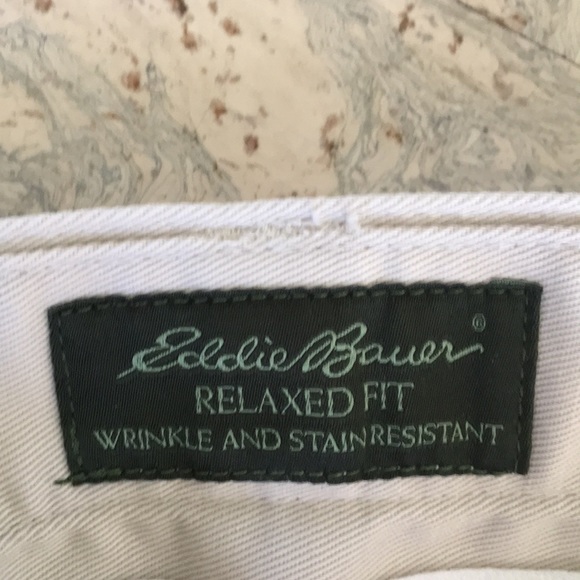 Eddie Bauer®
RELAXED FIT
WRINKLE AND STAIN RESISTANT